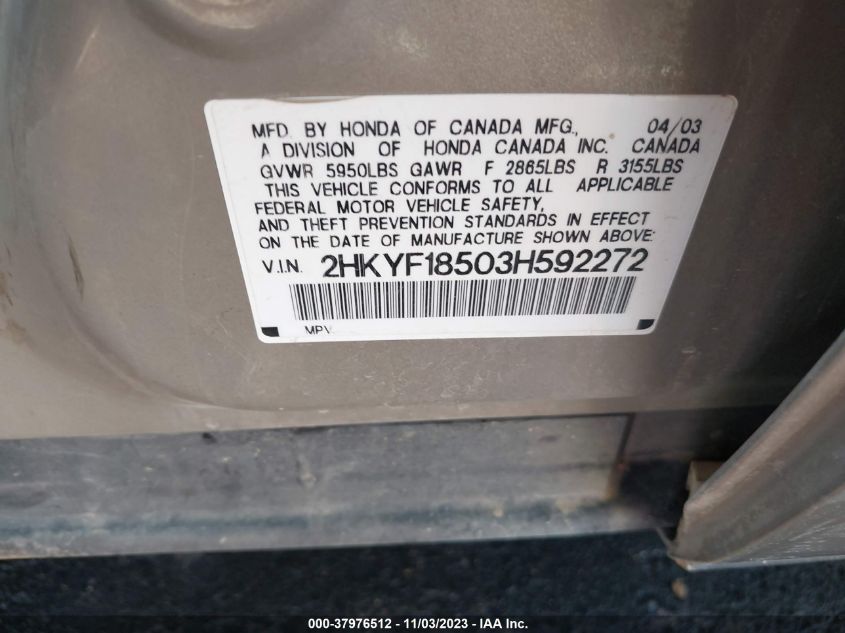 MFD. BY HONDA OF CANADA MFG., 04/03
A DIVISION OF HONDA CANADA INC. CANADA
GVWR 5950LBS GAWR F 2865LBS R 3155LBS
THIS VEHICLE CONFORMS TO ALL APPLICABLE
FEDERAL MOTOR VEHICLE SAFETY,
AND THEFT PREVENTION STANDARDS IN EFFECT
ON THE DATE OF MANUFACTURE SHOWN ABOVE:
V.I.N. 2HKYF18503H592272
MPV
000-37976512 - 11/03/2023 - IAA Inc.